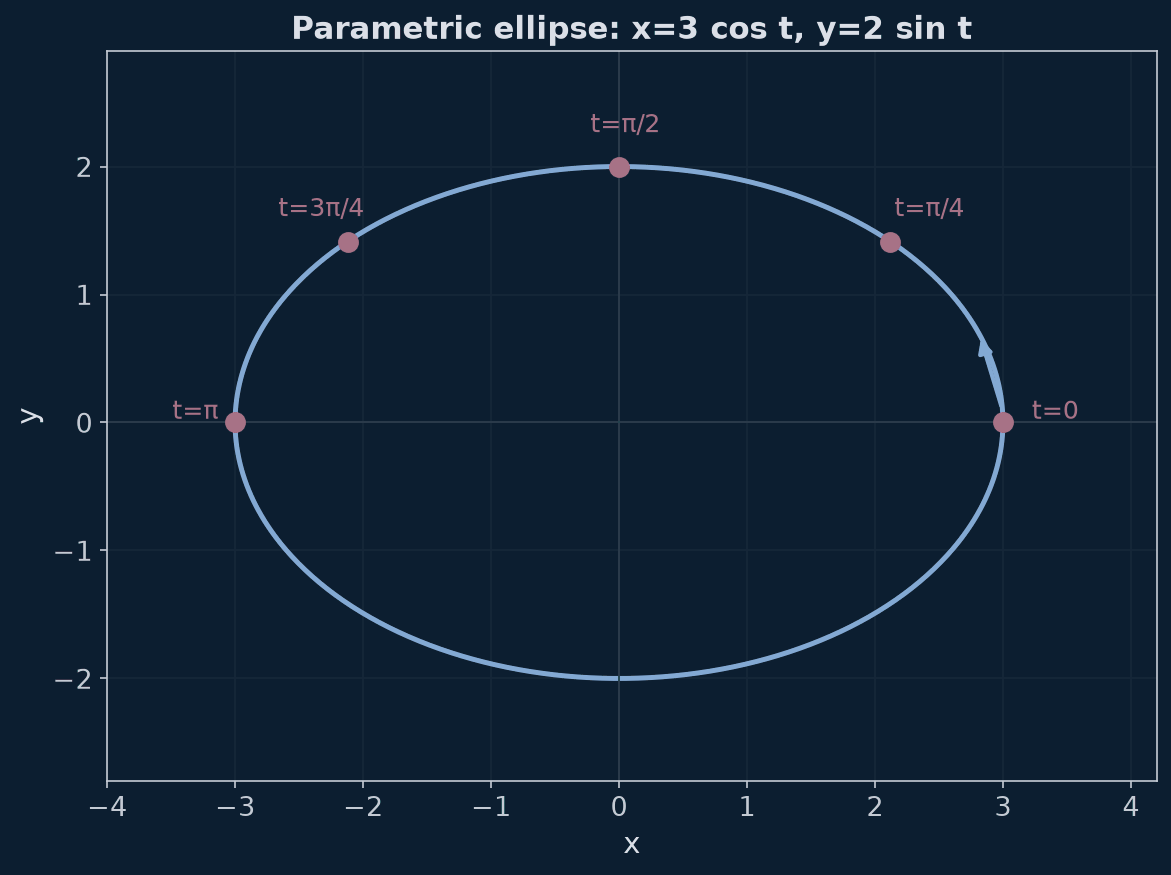 Parametric ellipse: x=3 cos t, y=2 sin t
t=π/2
t=3π/4
t=π/4
t=π
t=0
y
2
1
0
−1
−2
−4
−3
−2
−1
0
1
2
3
4
x